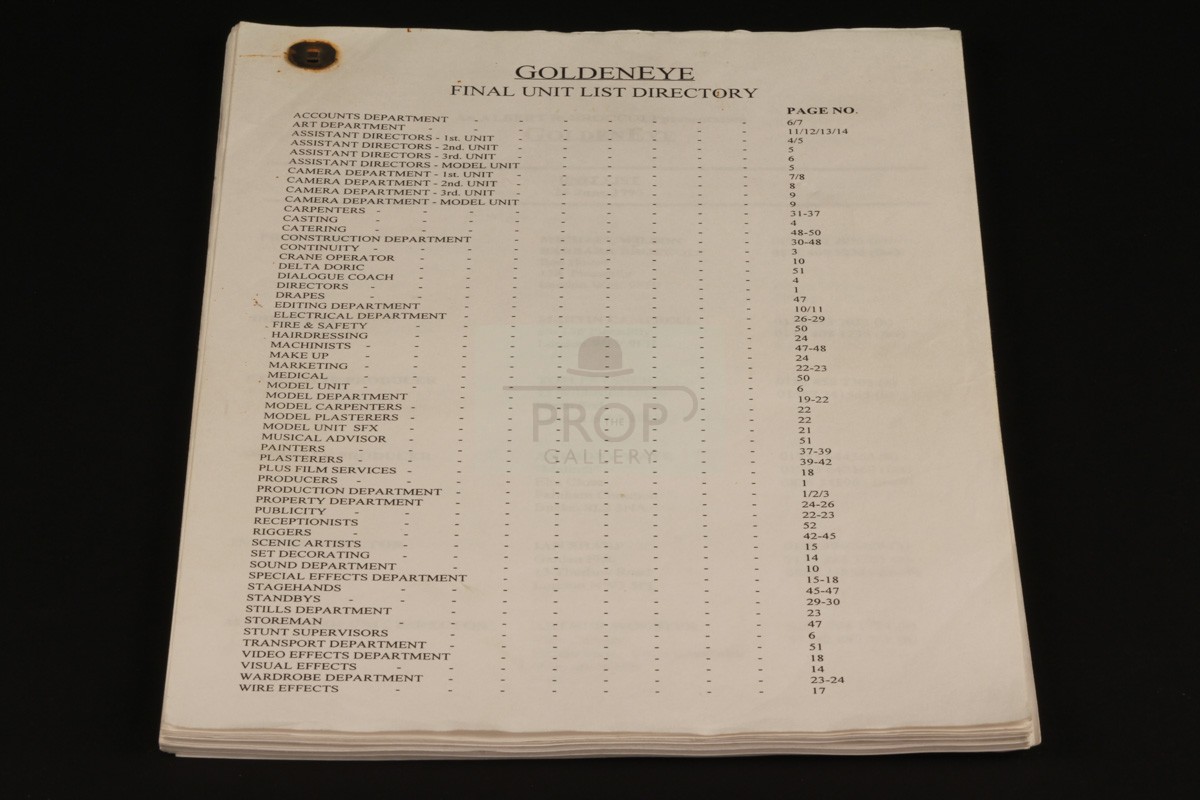 GOLDENEYE
FINAL UNIT LIST DIRECTORY
PAGE NO.
ACCOUNTS DEPARTMENT - - - - - - - 6/7
ART DEPARTMENT - - - - - - - - 11/12/13/14
ASSISTANT DIRECTORS - 1st. UNIT - - - - - - 4/5
ASSISTANT DIRECTORS - 2nd. UNIT - - - - - - 5
ASSISTANT DIRECTORS - 3rd. UNIT - - - - - - 6
ASSISTANT DIRECTORS - MODEL UNIT - - - - - 5
CAMERA DEPARTMENT - 1st. UNIT - - - - - - 7/8
CAMERA DEPARTMENT - 2nd. UNIT - - - - - - 8
CAMERA DEPARTMENT - 3rd. UNIT - - - - - - 9
CAMERA DEPARTMENT - MODEL UNIT - - - - - 9
CARPENTERS - - - - - - - - - 31-37
CASTING - - - - - - - - - 4
CATERING - - - - - - - - - 48-50
CONSTRUCTION DEPARTMENT - - - - - - 30-48
CONTINUITY - - - - - - - - - 3
CRANE OPERATOR - - - - - - - - 10
DELTA DORIC - - - - - - - - 51
DIALOGUE COACH - - - - - - - - 4
DIRECTORS - - - - - - - - - 1
DRAPES - - - - - - - - - 47
EDITING DEPARTMENT - - - - - - - 10/11
ELECTRICAL DEPARTMENT - - - - - - - 26-29
FIRE & SAFETY - - - - - - - - 50
HAIRDRESSING - - - - - - - - 24
MACHINISTS - - - - - - - - - 47-48
MAKE UP - - - - - - - - - 24
MARKETING - - - - - - - - - 22-23
MEDICAL - - - - - - - - - 50
MODEL UNIT - - - - - - - - - 6
MODEL DEPARTMENT - - - - - - - 19-22
MODEL CARPENTERS - - - - - - - - 22
MODEL PLASTERERS - - - - - - - - 22
MODEL UNIT SFX - - - - - - - - 21
MUSICAL ADVISOR - - - - - - - - 51
PAINTERS - - - - - - - - - 37-39
PLASTERERS - - - - - - - - - 39-42
PLUS FILM SERVICES - - - - - - - - 18
PRODUCERS - - - - - - - - - 1
PRODUCTION DEPARTMENT - - - - - - - 1/2/3
PROPERTY DEPARTMENT - - - - - - - 24-26
PUBLICITY - - - - - - - - - 22-23
RECEPTIONISTS - - - - - - - - 52
RIGGERS - - - - - - - - - 42-45
SCENIC ARTISTS - - - - - - - - 15
SET DECORATING - - - - - - - - 14
SOUND DEPARTMENT - - - - - - - 10
SPECIAL EFFECTS DEPARTMENT - - - - - - 15-18
STAGEHANDS - - - - - - - - 45-47
STANDBYS - - - - - - - - - 29-30
STILLS DEPARTMENT - - - - - - - 23
STOREMAN - - - - - - - - 47
STUNT SUPERVISORS - - - - - - - 6
TRANSPORT DEPARTMENT - - - - - - - 51
VIDEO EFFECTS DEPARTMENT - - - - - - - 18
VISUAL EFFECTS - - - - - - - - 14
WARDROBE DEPARTMENT - - - - - - - 23-24
WIRE EFFECTS - - - - - - - - 17
THE
PROP
GALLERY